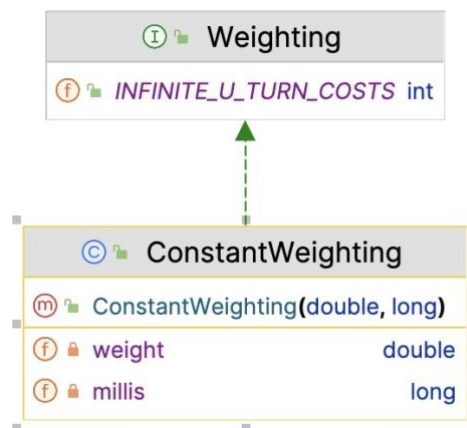 I Weighting
f INFINITE_U_TURN_COSTS int
C ConstantWeighting
m ConstantWeighting(double, long)
f weight double
f millis long